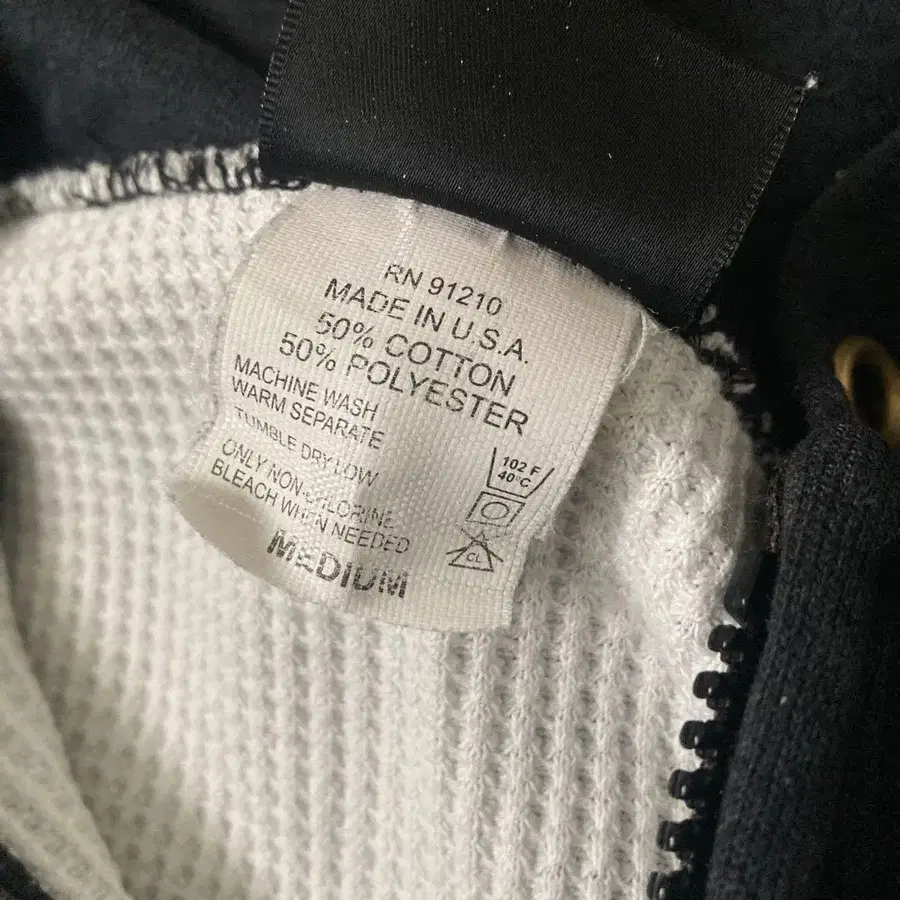 RN 91210
MADE IN U.S.A.
50% COTTON
50% POLYESTER
MACHINE WASH
WARM SEPARATE
TUMBLE DRY LOW
ONLY NON-CHLORINE
BLEACH WHEN NEEDED
102 F
40°C
CL
MEDIUM